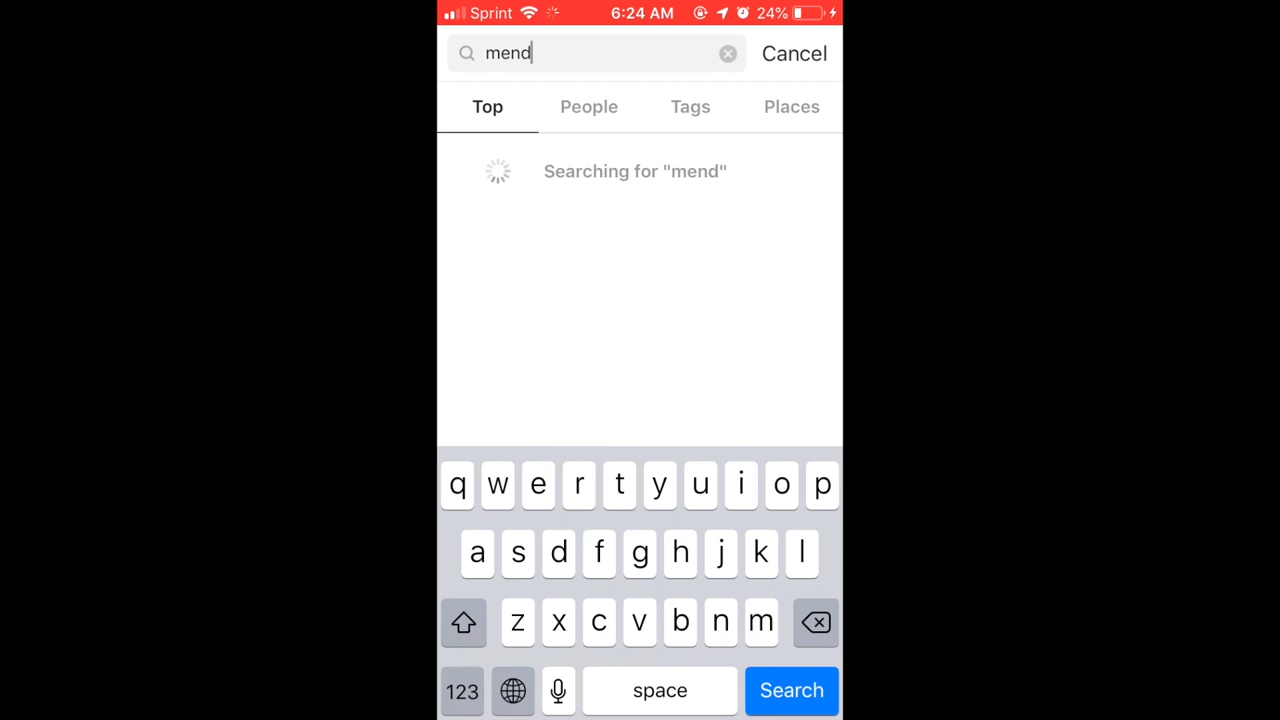 Sprint 6:24 AM 24%
mend Cancel
Top People Tags Places
Searching for "mend"
q w e r t y u i o p
a s d f g h j k l
z x c v b n m
123 space Search